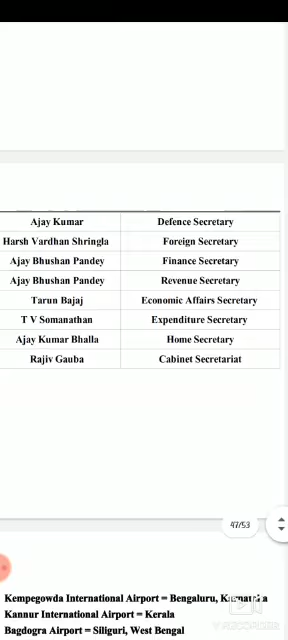 Ajay Kumar Defence Secretary
Harsh Vardhan Shringla Foreign Secretary
Ajay Bhushan Pandey Finance Secretary
Ajay Bhushan Pandey Revenue Secretary
Tarun Bajaj Economic Affairs Secretary
T V Somanathan Expenditure Secretary
Ajay Kumar Bhalla Home Secretary
Rajiv Gauba Cabinet Secretariat
47/53
Kempegowda International Airport = Bengaluru, Karnataka
Kannur International Airport = Kerala
Bagdogra Airport = Siliguri, West Bengal